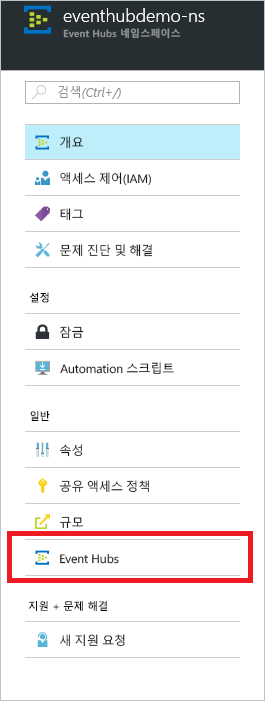 eventhubdemo-ns
Event Hubs 네임스페이스
검색(Ctrl+/)
개요
액세스 제어(IAM)
태그
문제 진단 및 해결
설정
잠금
Automation 스크립트
일반
속성
공유 액세스 정책
규모
Event Hubs
지원 + 문제 해결
새 지원 요청